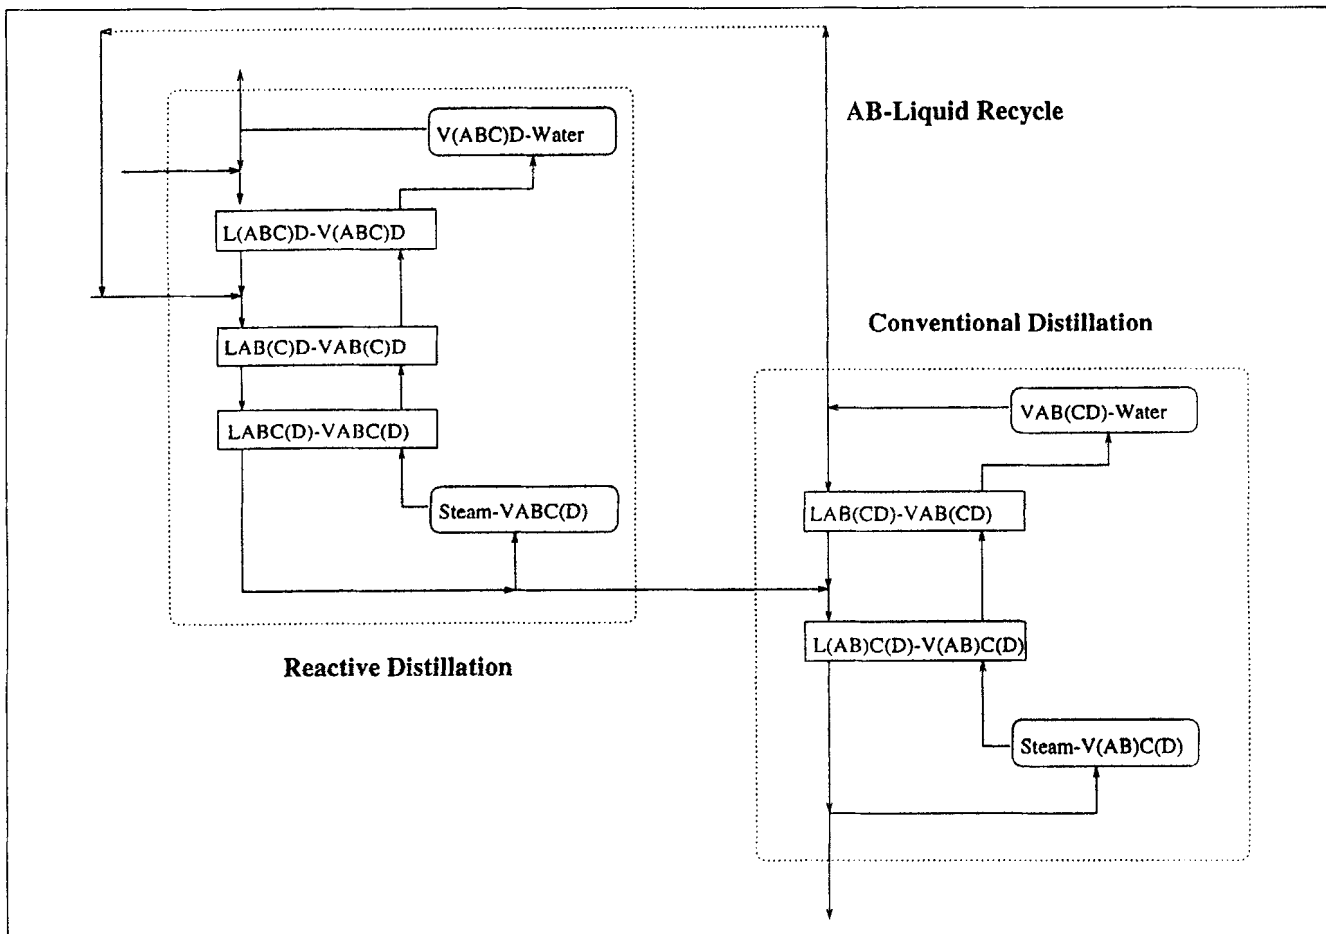 AB-Liquid Recycle
V(ABC)D-Water
L(ABC)D-V(ABC)D
LAB(C)D-VAB(C)D
LABC(D)-VABC(D)
Steam-VABC(D)
Reactive Distillation
Conventional Distillation
VAB(CD)-Water
LAB(CD)-VAB(CD)
L(AB)C(D)-V(AB)C(D)
Steam-V(AB)C(D)